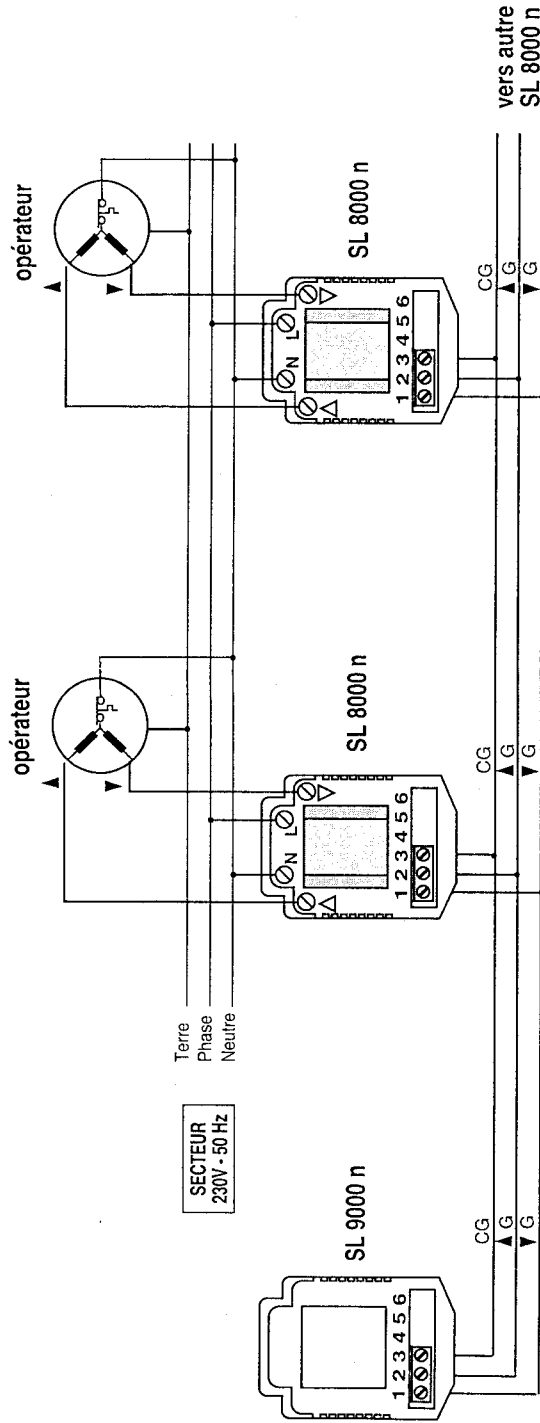 opérateur
opérateur
Terre
Phase
Neutre
SECTEUR
230V - 50 Hz
SL 9000 n
1 2 3 4 5 6
SL 8000 n
N L
1 2 3 4 5 6
SL 8000 n
N L
1 2 3 4 5 6
CG
G
G
CG
G
G
CG
G
G
vers autre
SL 8000 n